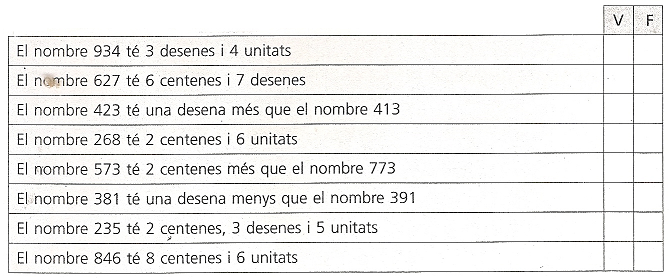 V F
El nombre 934 té 3 desenes i 4 unitats
El nombre 627 té 6 centenes i 7 desenes
El nombre 423 té una desena més que el nombre 413
El nombre 268 té 2 centenes i 6 unitats
El nombre 573 té 2 centenes més que el nombre 773
El nombre 381 té una desena menys que el nombre 391
El nombre 235 té 2 centenes, 3 desenes i 5 unitats
El nombre 846 té 8 centenes i 6 unitats